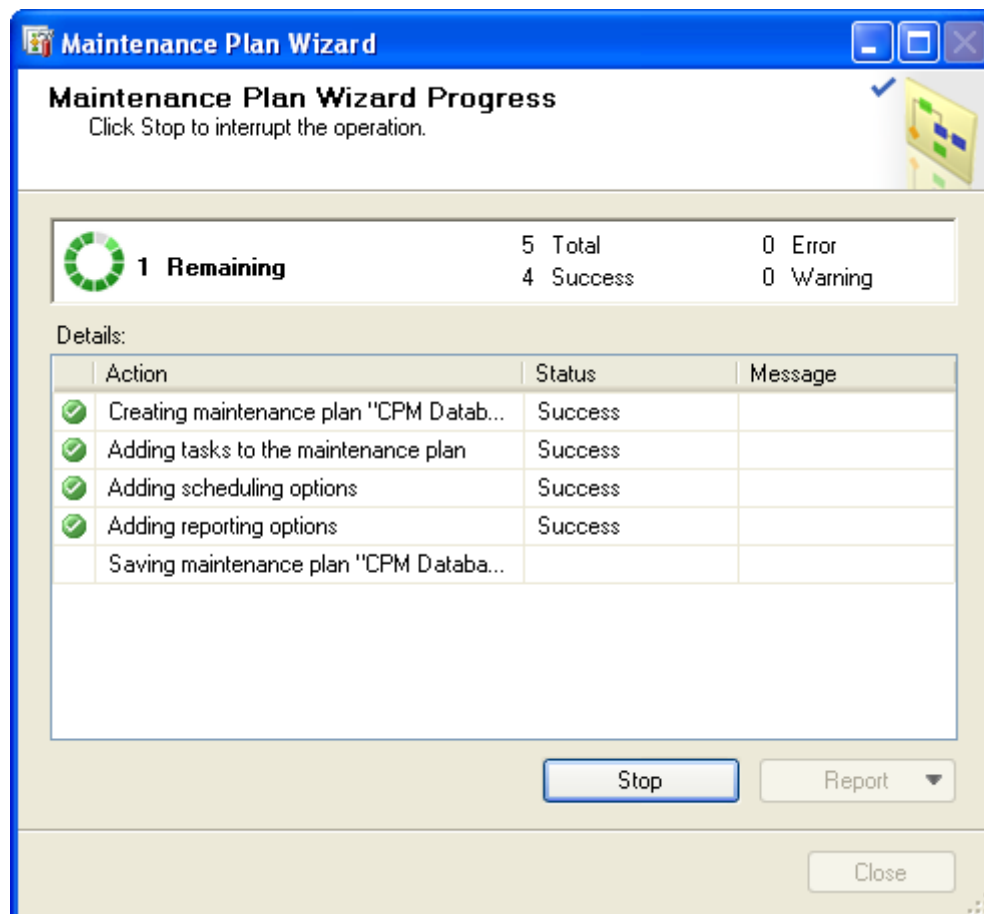 Maintenance Plan Wizard
Maintenance Plan Wizard Progress
Click Stop to interrupt the operation.
1 Remaining
5 Total
0 Error
4 Success
0 Warning
Details:
Action Status Message
Creating maintenance plan "CPM Datab... Success
Adding tasks to the maintenance plan Success
Adding scheduling options Success
Adding reporting options Success
Saving maintenance plan "CPM Databa...
Stop Report
Close